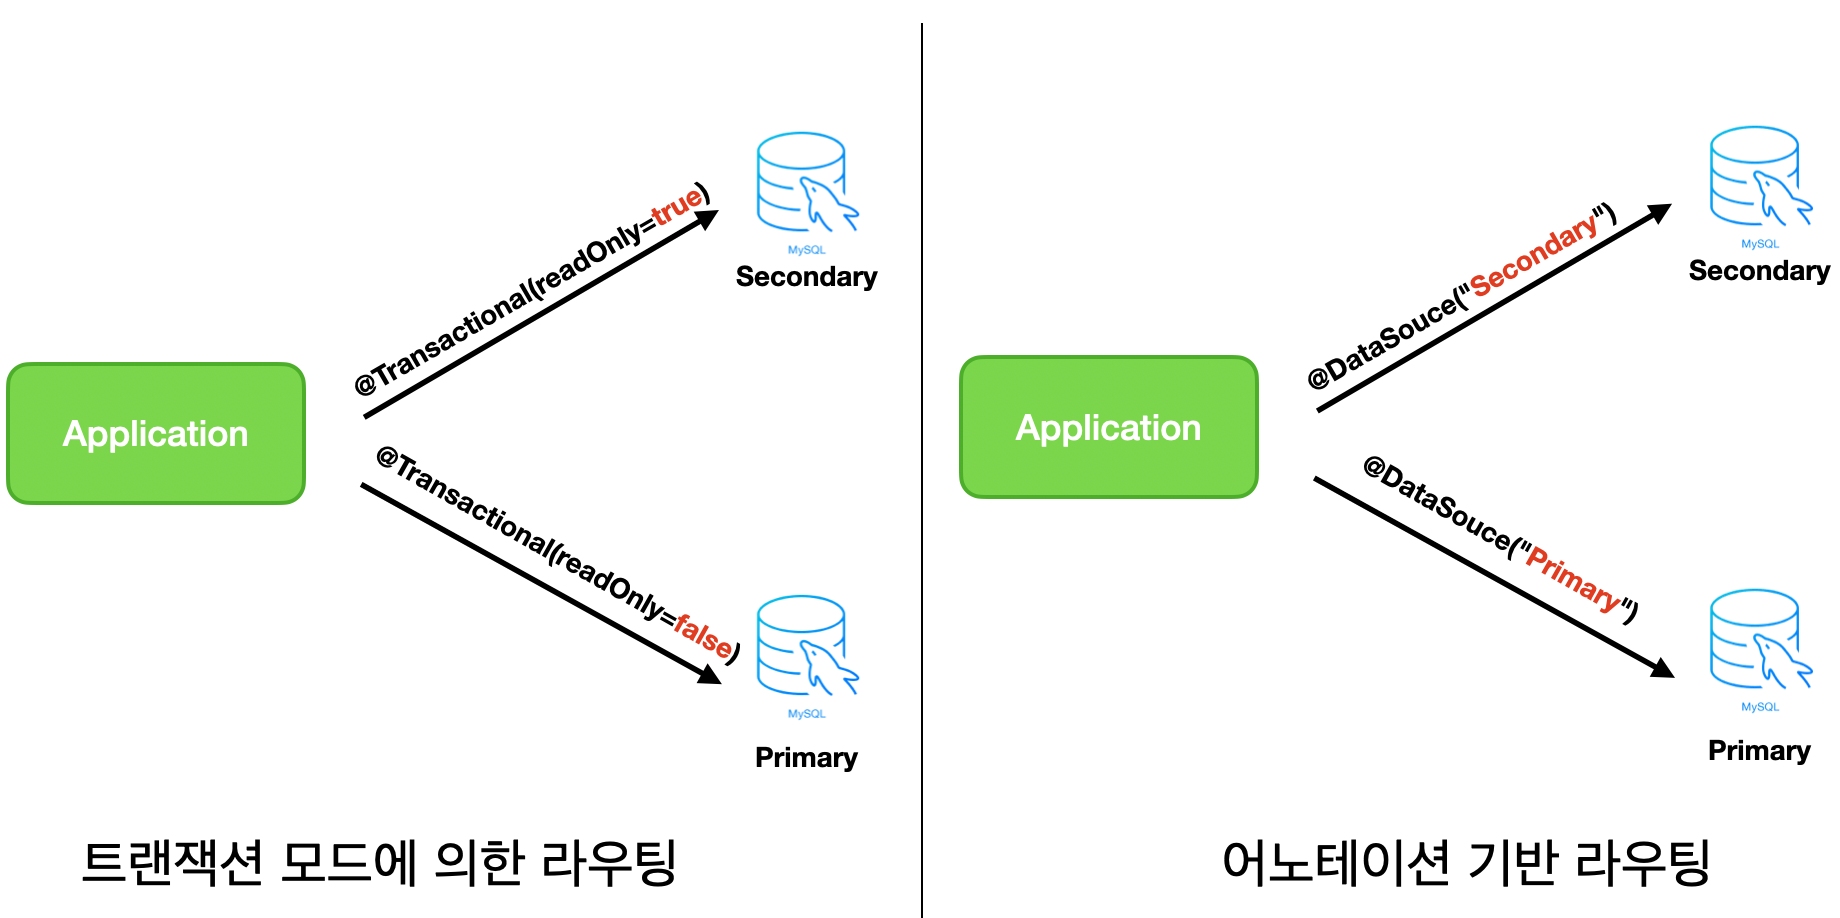 @Transactional(readOnly=true)
MySQL
Secondary
Application
@Transactional(readOnly=false)
MySQL
Primary
트랜잭션 모드에 의한 라우팅
@DataSouce("Secondary")
MySQL
Secondary
Application
@DataSouce("Primary")
MySQL
Primary
어노테이션 기반 라우팅